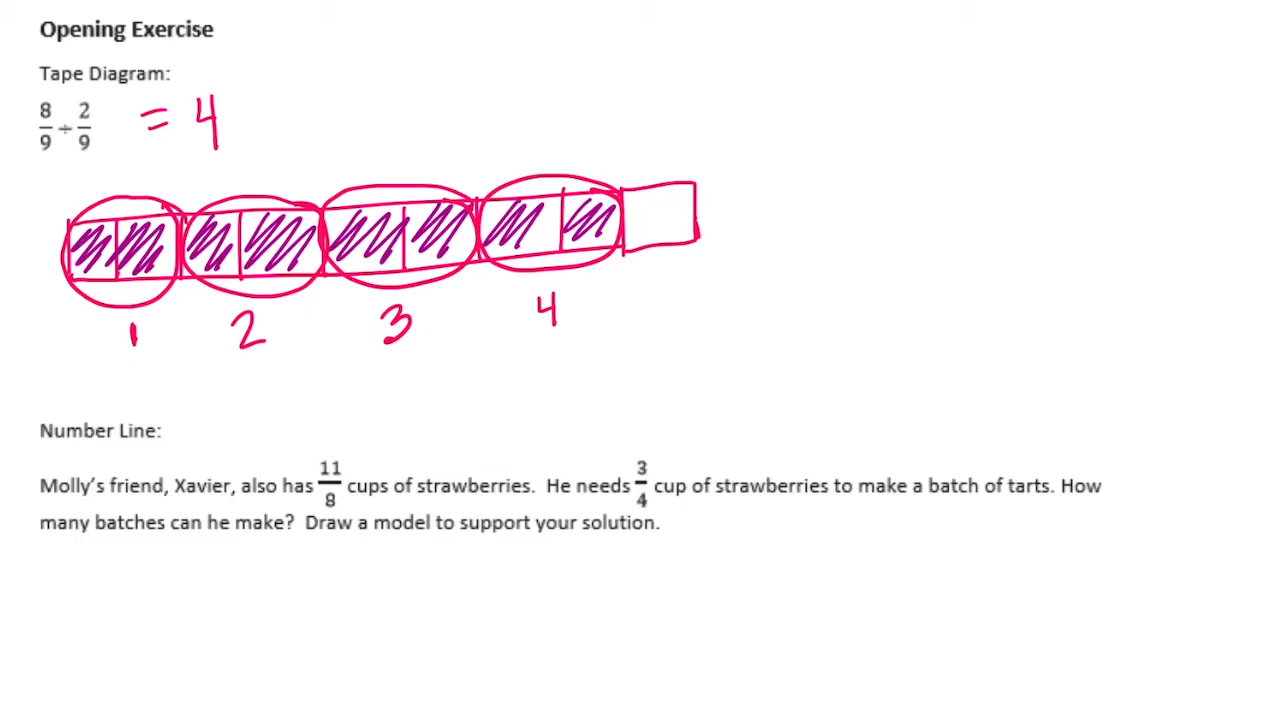 Opening Exercise
Tape Diagram:
8/9 ÷ 2/9 = 4
1 2 3 4
Number Line:
Molly’s friend, Xavier, also has 11/8 cups of strawberries. He needs 3/4 cup of strawberries to make a batch of tarts. How
many batches can he make? Draw a model to support your solution.